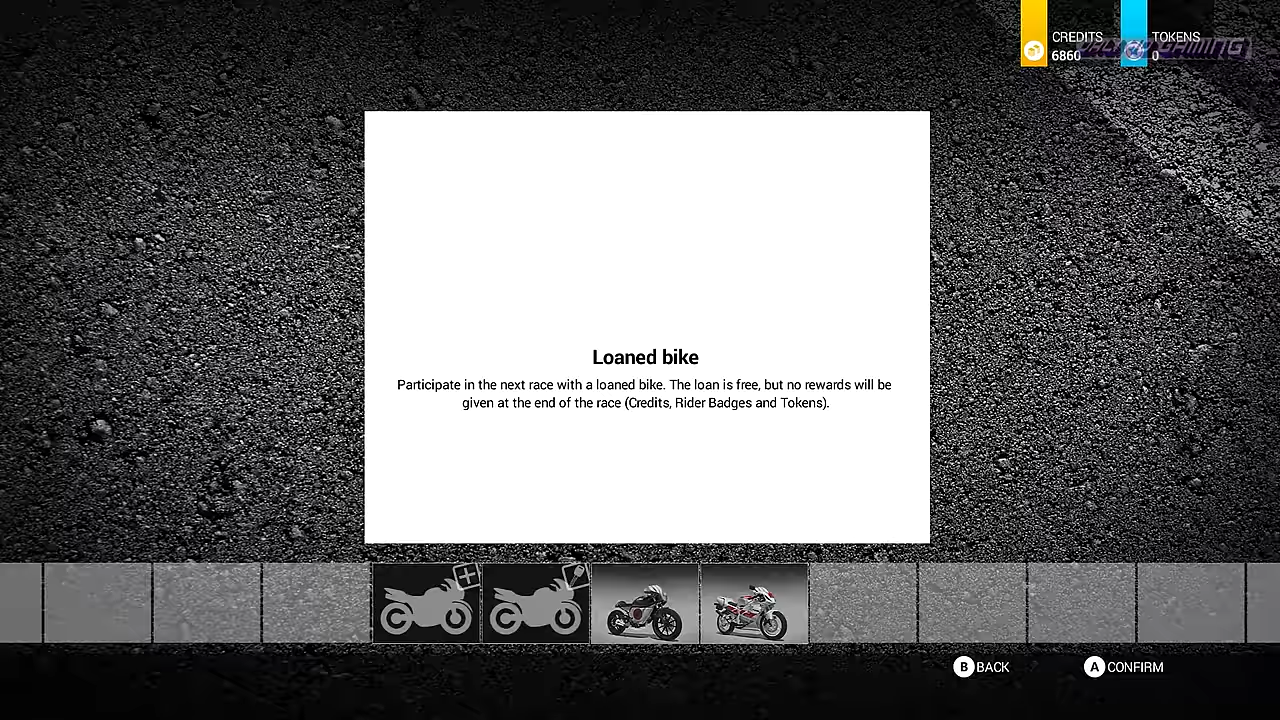 CREDITS
6860
TOKENS
0
GAMING
Loaned bike
Participate in the next race with a loaned bike. The loan is free, but no rewards will be
given at the end of the race (Credits, Rider Badges and Tokens).
B BACK
A CONFIRM